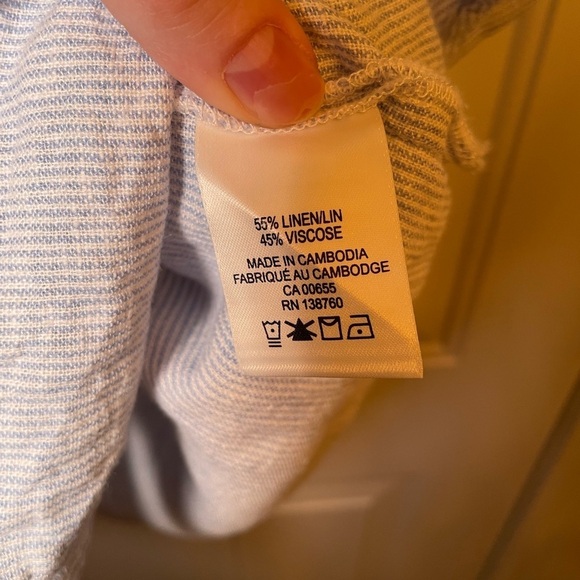 55% LINEN/LIN
45% VISCOSE
MADE IN CAMBODIA
FABRIQUÉ AU CAMBODGE
CA 00655
RN 138760